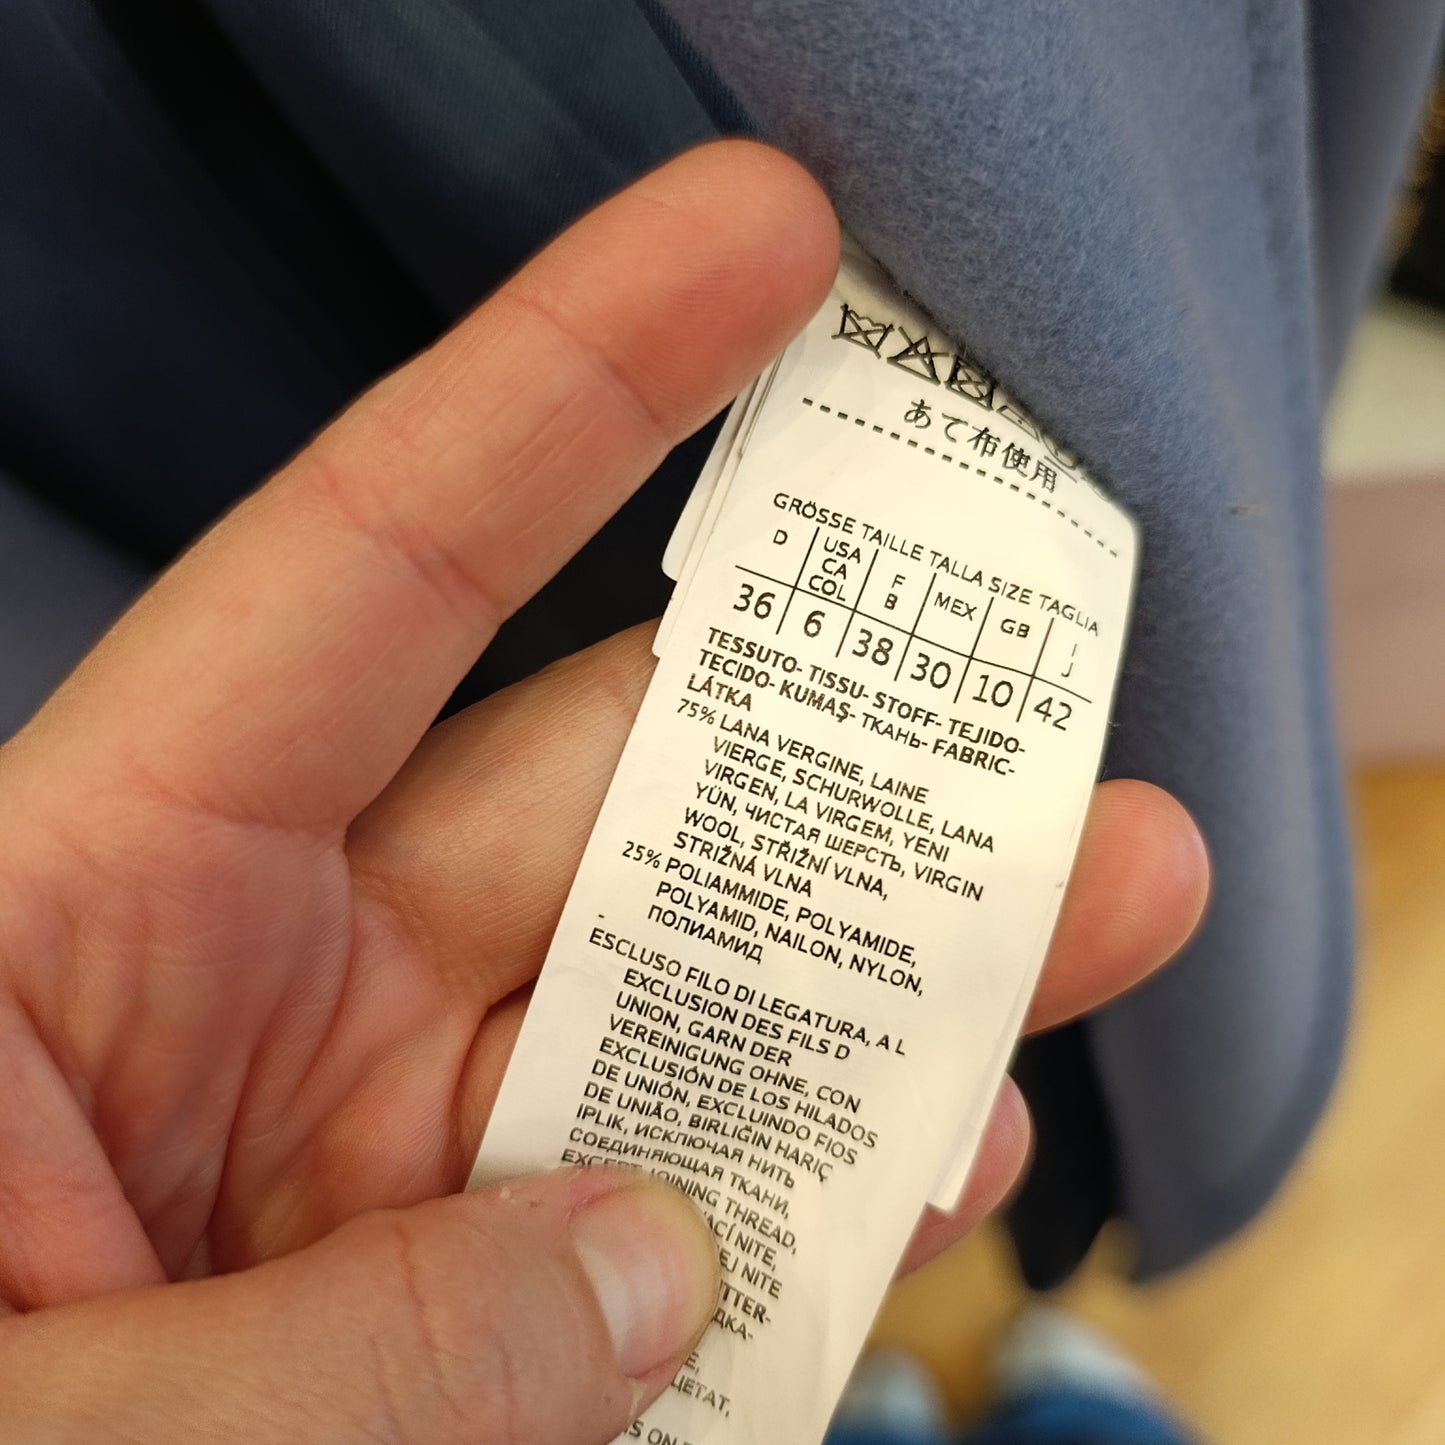 あて布使用
GRÖSSE TAILLE TALLA SIZE TAGLIA
D USA CA COL F B MEX GB I J
36 6 38 30 10 42
TESSUTO- TISSU- STOFF- TEJIDO-
TECIDO- KUMAŞ- ТКАНЬ- FABRIC-
LÁTKA
75% LANA VERGINE, LAINE
VIERGE, SCHURWOLLE, LANA
VIRGEN, LA VIRGEM, YENI
YÜN, ЧИСТАЯ ШЕРСТЬ, VIRGIN
WOOL, STŘIŽNÍ VLNA,
STRIŽNÁ VLNA
25% POLIAMMIDE, POLYAMIDE,
POLYAMID, NAILON, NYLON,
ПОЛИАМИД
-
ESCLUSO FILO DI LEGATURA, A L
EXCLUSION DES FILS D
UNION, GARN DER
VEREINIGUNG OHNE, CON
EXCLUSIÓN DE LOS HILADOS
DE UNIÓN, EXCLUINDO FIOS
DE UNIÃO, BIRLIĞIN HARIÇ
IPLIK, ИСКЛЮЧАЯ НИТЬ
СОЕДИНЯЮЩАЯ ТКАНИ,
EXCEPT JOINING THREAD,
NITE,
NITE